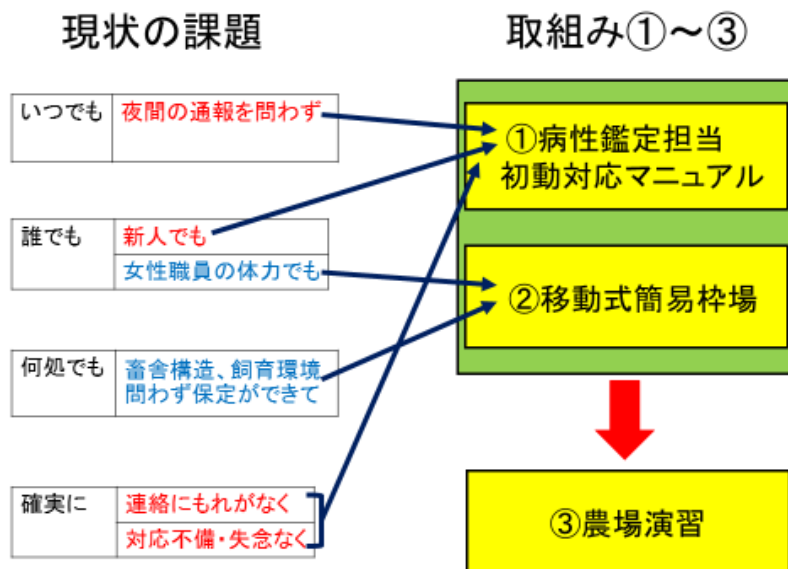 現状の課題
取組み①～③
いつでも
夜間の通報を問わず
誰でも
新人でも
女性職員の体力でも
何処でも
畜舎構造、飼育環境
問わず保定ができて
確実に
連絡にもれがなく
対応不備・失念なく
①病性鑑定担当
初動対応マニュアル
②移動式簡易枠場
③農場演習